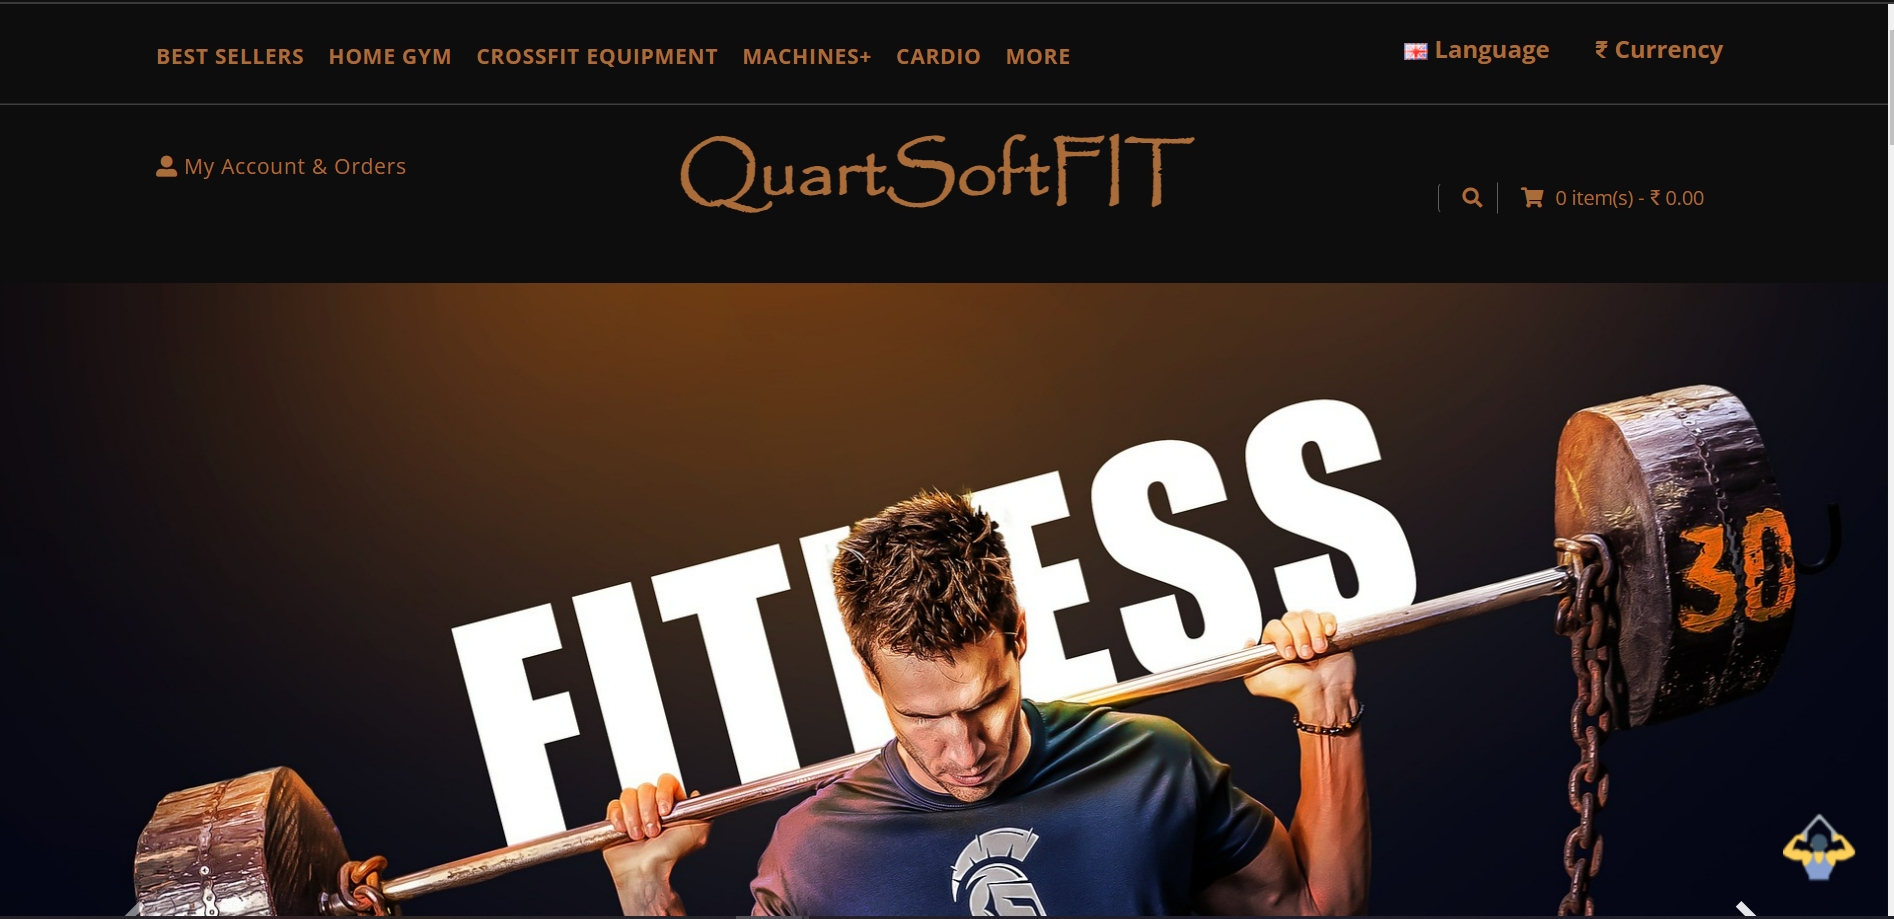 BEST SELLERS HOME GYM CROSSFIT EQUIPMENT MACHINES+ CARDIO MORE
Language ₹ Currency
My Account & Orders
QuartSoftFIT
0 item(s) - ₹ 0.00
FITNESS
30